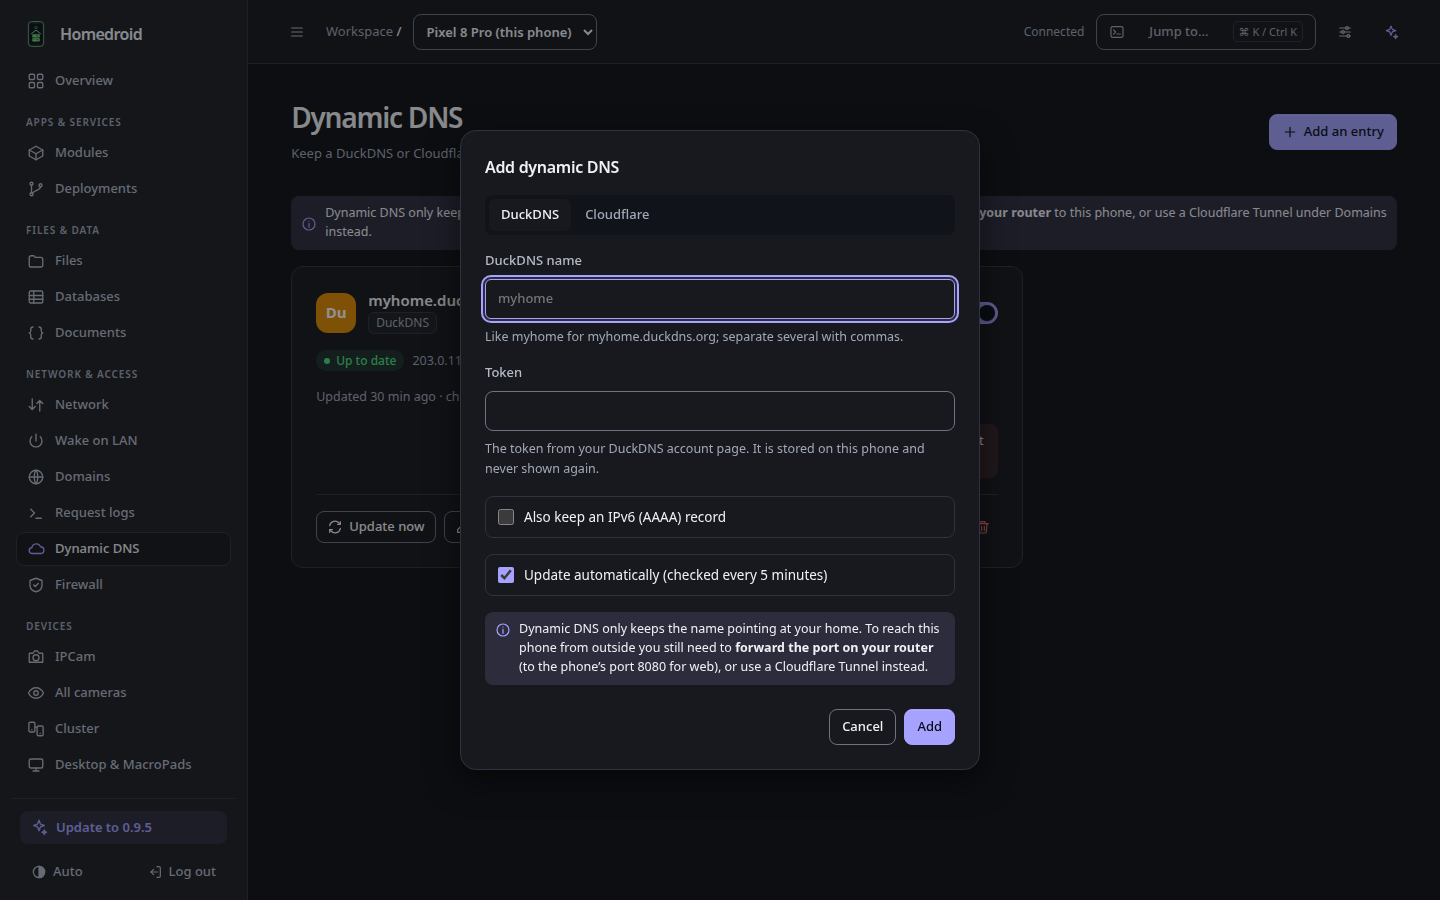 Homedroid
Overview
APPS & SERVICES
Modules
Deployments
FILES & DATA
Files
Databases
Documents
NETWORK & ACCESS
Network
Wake on LAN
Domains
Request logs
Dynamic DNS
Firewall
DEVICES
IPCam
All cameras
Cluster
Desktop & MacroPads
Update to 0.9.5
Auto
Log out
Workspace /
Pixel 8 Pro (this phone)
Connected
Jump to...
⌘ K / Ctrl K
Dynamic DNS
Keep a DuckDNS or
Add an entry
Dynamic DNS only
your router to this phone, or use a Cloudflare Tunnel under Domains
instead.
Du
DuckDNS
Up to date
Updated 30 min ago ·
Update now
Add dynamic DNS
DuckDNS
Cloudflare
DuckDNS name
myhome
Like myhome for myhome.duckdns.org; separate several with commas.
Token
The token from your DuckDNS account page. It is stored on this phone and
never shown again.
Also keep an IPv6 (AAAA) record
Update automatically (checked every 5 minutes)
Dynamic DNS only keeps the name pointing at your home. To reach this
phone from outside you still need to forward the port on your router
(to the phone’s port 8080 for web), or use a Cloudflare Tunnel instead.
Cancel
Add